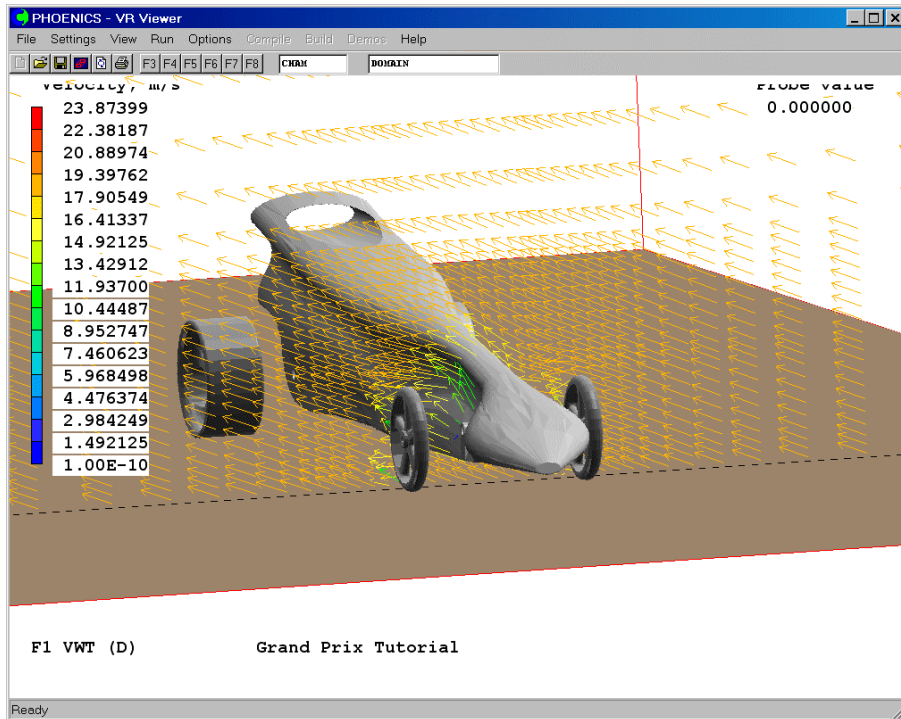 PHOENICS - VR Viewer
File Settings View Run Options Compile Build Demos Help
F3 F4 F5 F6 F7 F8 CHAM DOMAIN
Velocity, m/s
Probe value
23.87399
0.000000
22.38187
20.88974
19.39762
17.90549
16.41337
14.92125
13.42912
11.93700
10.44487
8.952747
7.460623
5.968498
4.476374
2.984249
1.492125
1.00E-10
F1 VWT (D) Grand Prix Tutorial
Ready